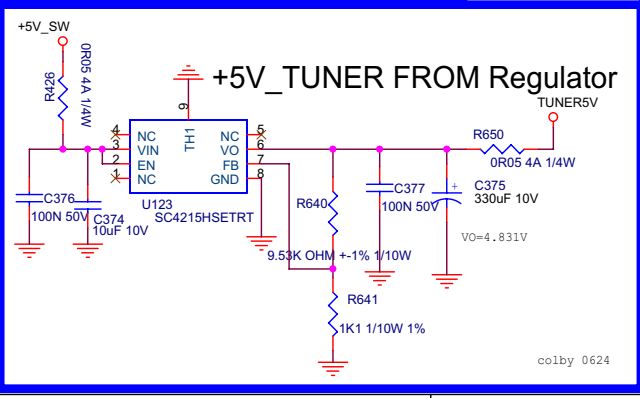 +5V_SW
R426
0R05 4A 1/4W
+5V_TUNER FROM Regulator
TUNER5V
9
TH1
4 NC NC 5
3 VIN VO 6
2 EN FB 7
1 NC GND 8
U123
SC4215HSETRT
R650
0R05 4A 1/4W
C376
100N 50V
C374
10uF 10V
R640
9.53K OHM +-1% 1/10W
C377
100N 50V
+
C375
330uF 10V
VO=4.831V
R641
1K1 1/10W 1%
colby 0624